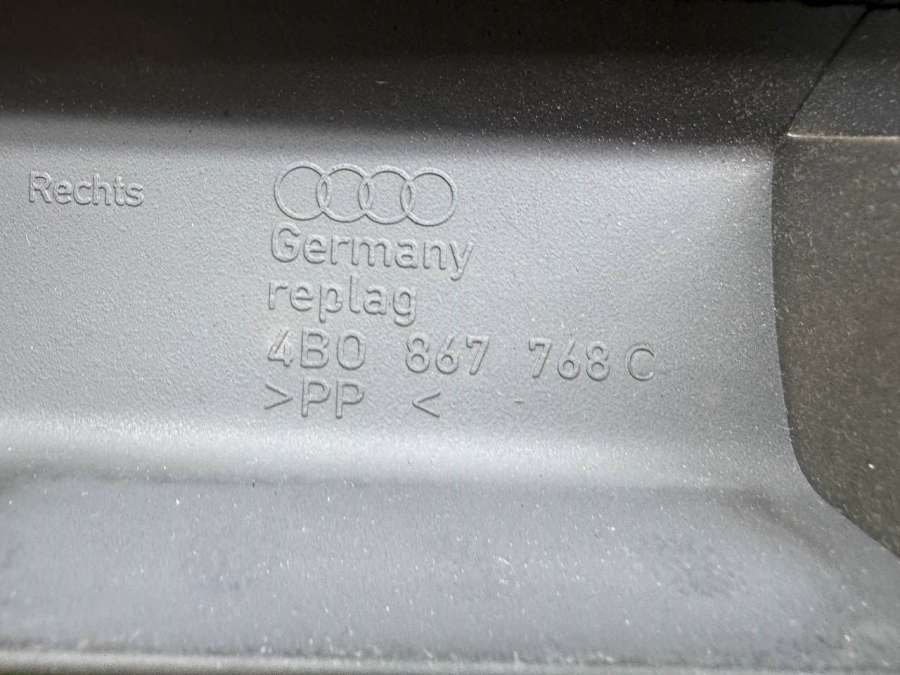 Rechts
Germany
replag
4B0 867 768 C
>PP <